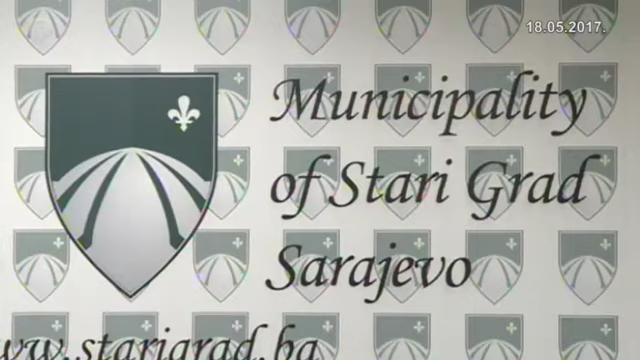 18.05.2017.
Municipality
of Stari Grad
Sarajevo
www.starigrad.ba